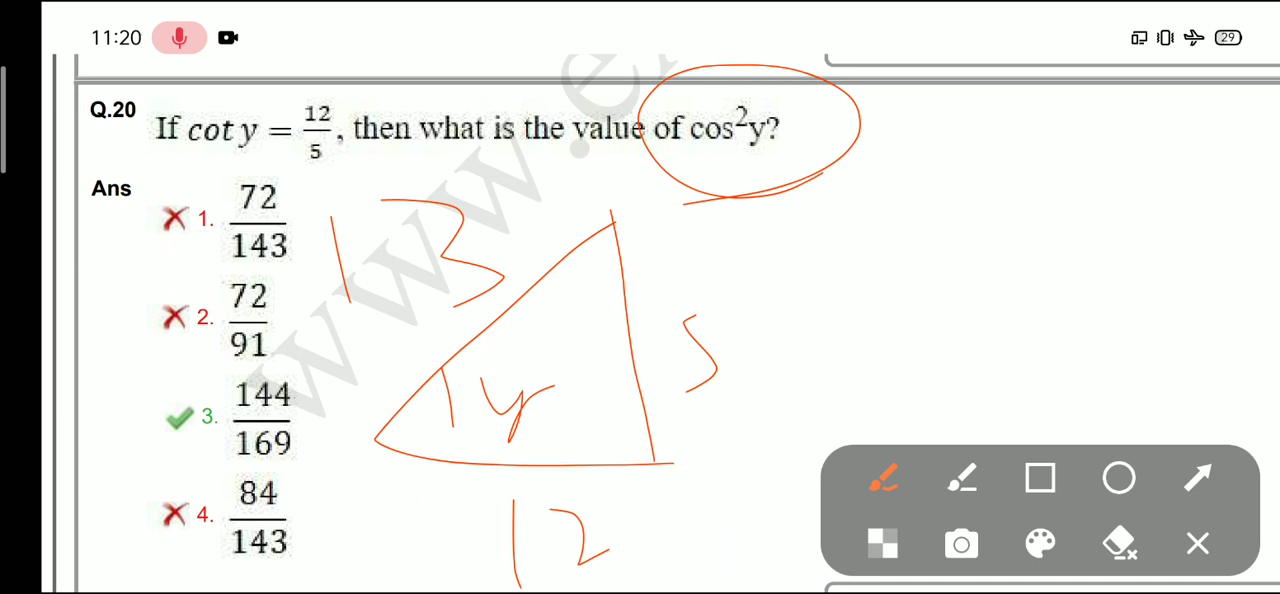 11:20
29
Q.20 If cot y = 12/5, then what is the value of cos²y?
Ans
1. 72/143
2. 72/91
3. 144/169
4. 84/143
13
5
y
12
www.e